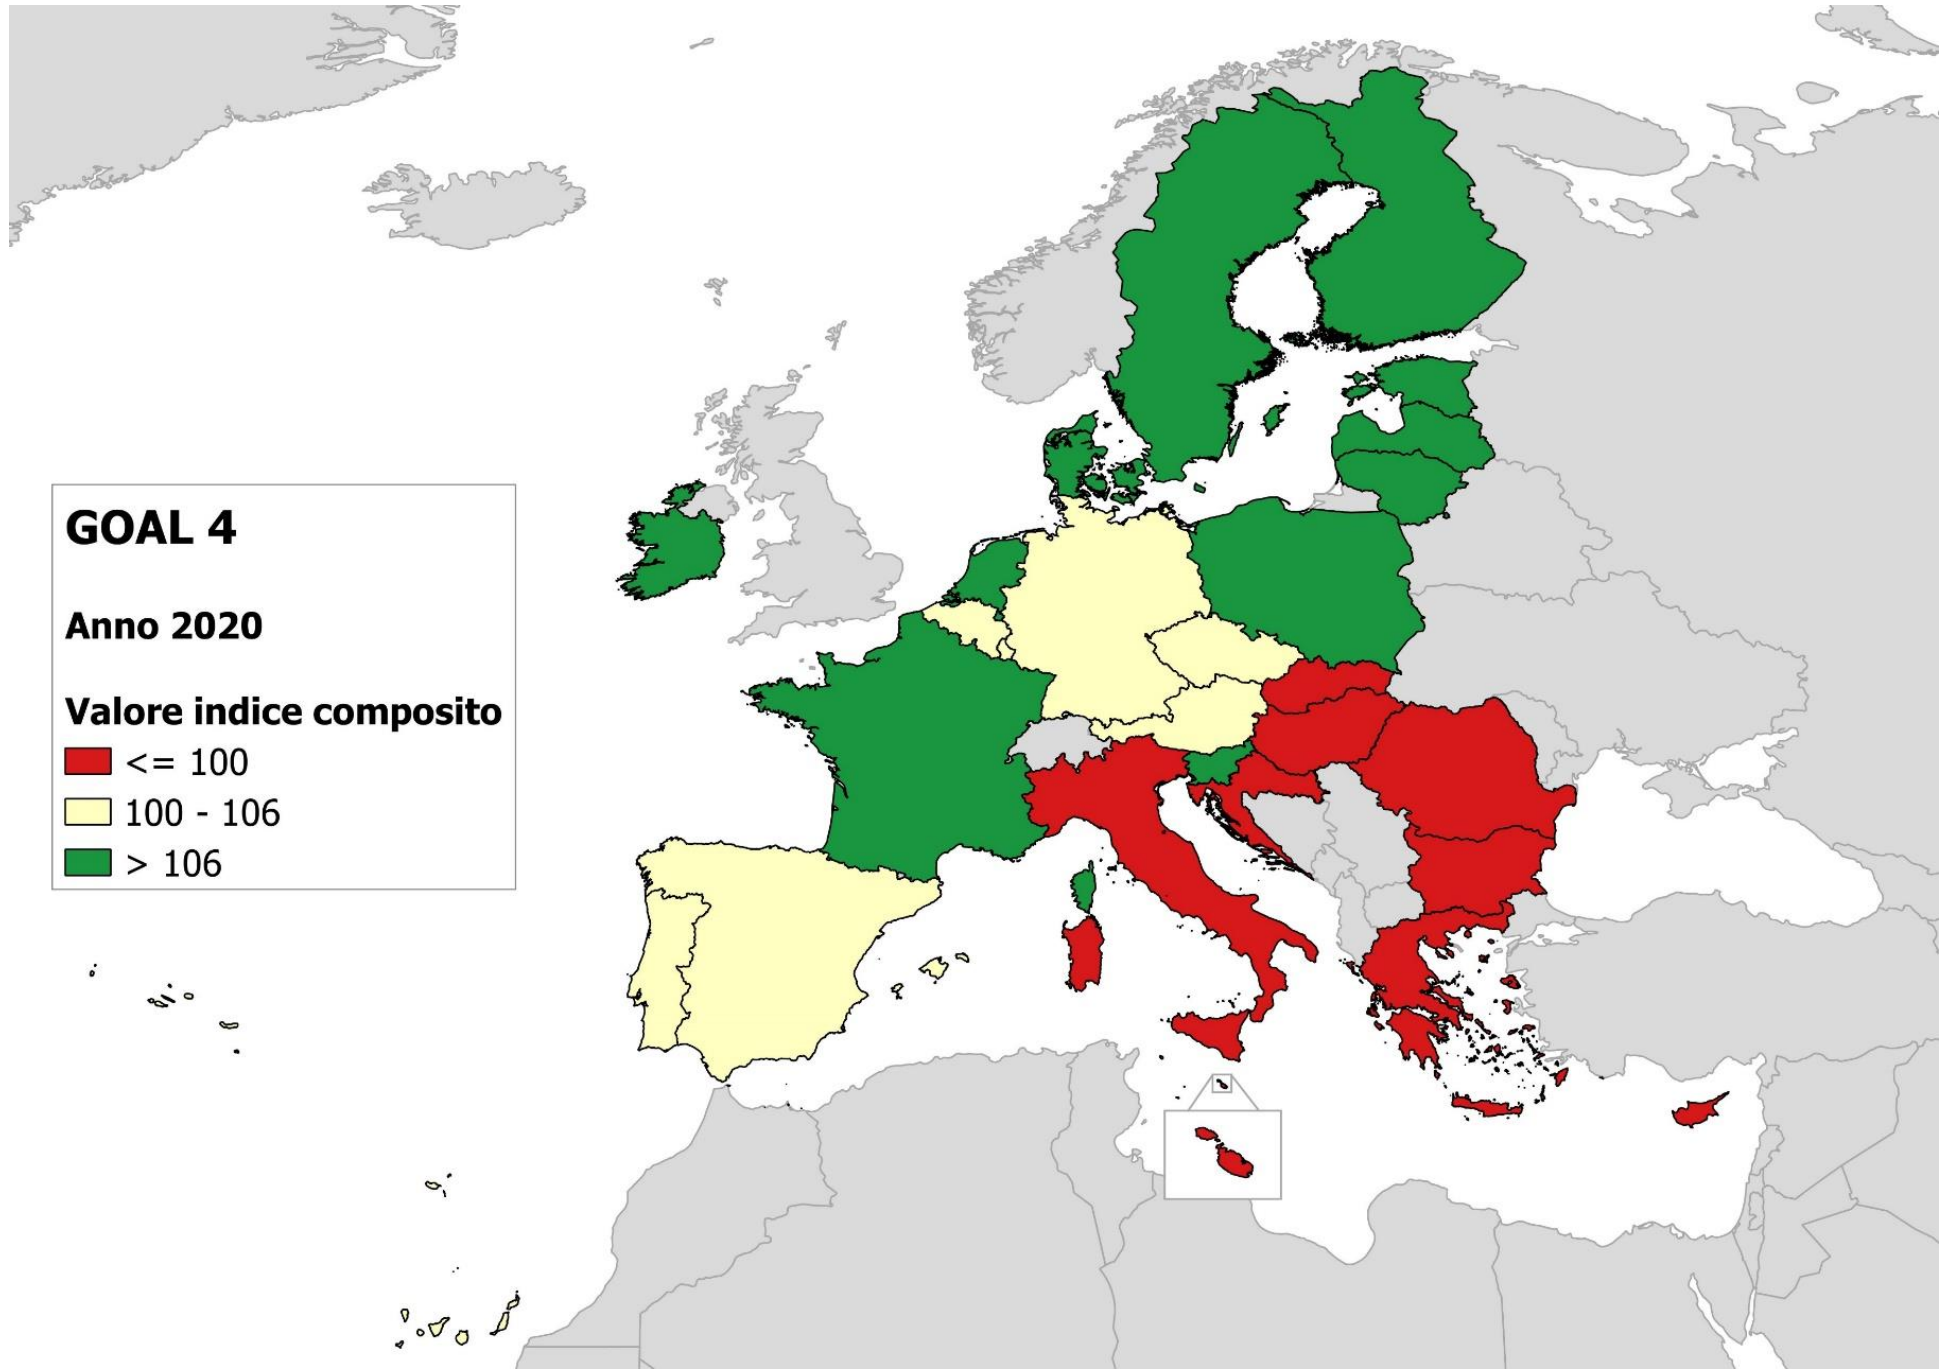 GOAL 4
Anno 2020
Valore indice composito
<= 100
100 - 106
> 106